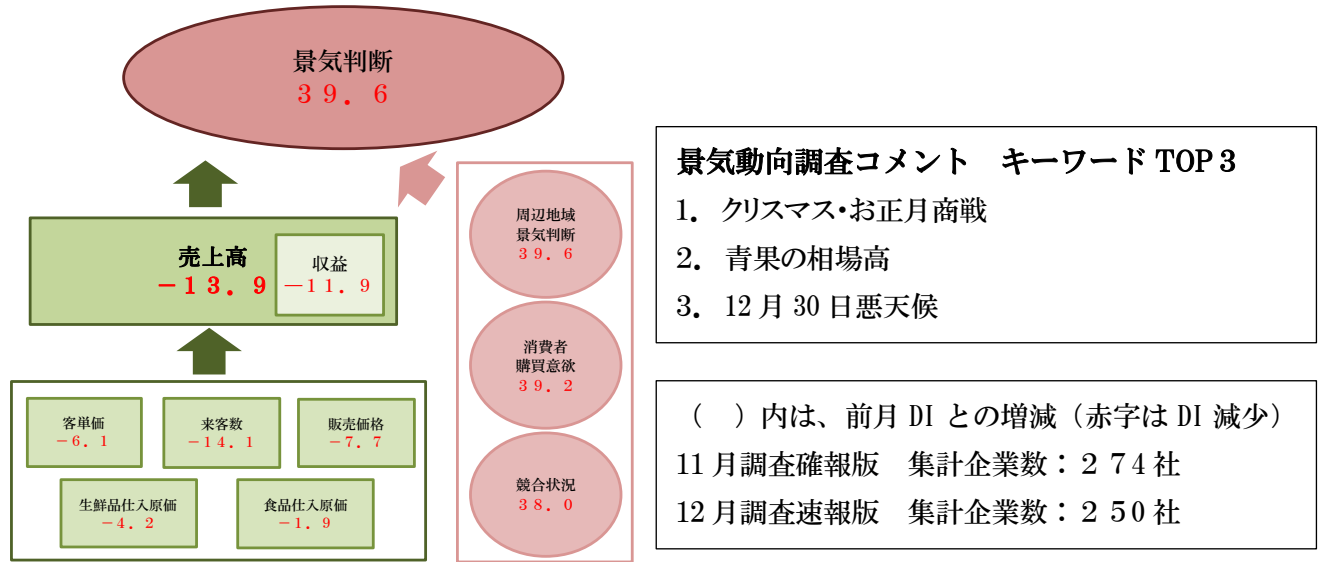 景気判断
39.6
売上高
－13.9
収益
－11.9
客単価
－6.1
来客数
－14.1
販売価格
－7.7
生鮮品仕入原価
－4.2
食品仕入原価
－1.9
周辺地域
景気判断
39.6
消費者
購買意欲
39.2
競合状況
38.0
景気動向調査コメント　キーワード TOP３
1. クリスマス・お正月商戦
2. 青果の相場高
3. 12月30日悪天候
（　）内は、前月 DI との増減（赤字は DI 減少）
11月調査確報版　集計企業数：２７4社
12月調査速報版　集計企業数：２５0社